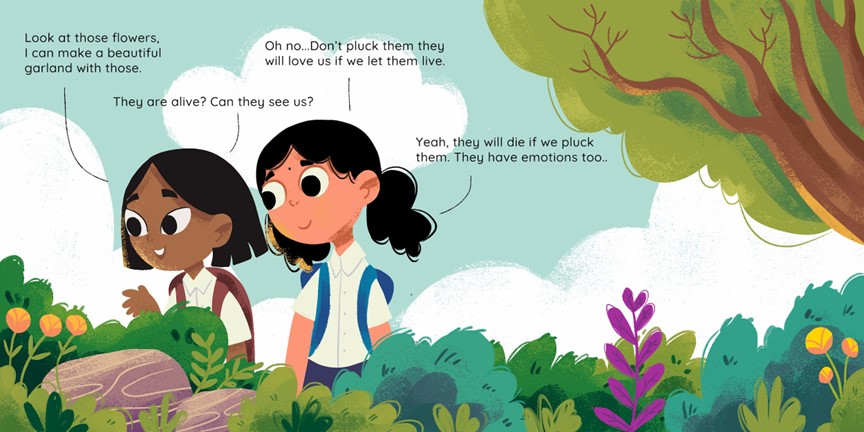 Look at those flowers,
I can make a beautiful
garland with those.
Oh no...Don't pluck them they
will love us if we let them live.
They are alive? Can they see us?
Yeah, they will die if we pluck
them. They have emotions too..